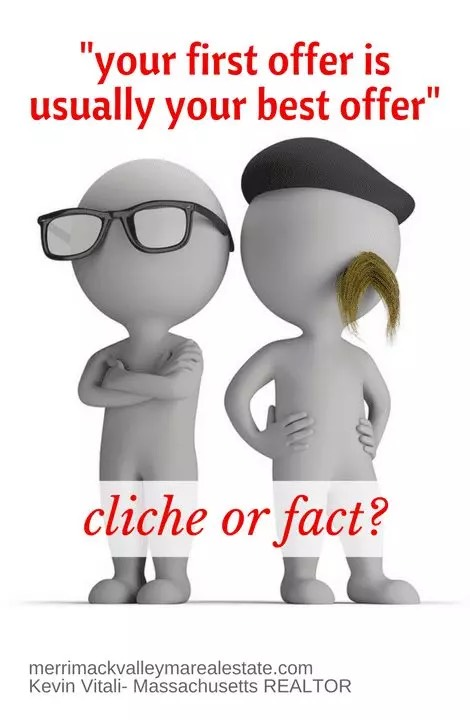 "your first offer is
usually your best offer"
cliche or fact?
merrimackvalleymarealestate.com
Kevin Vitali- Massachusetts REALTOR